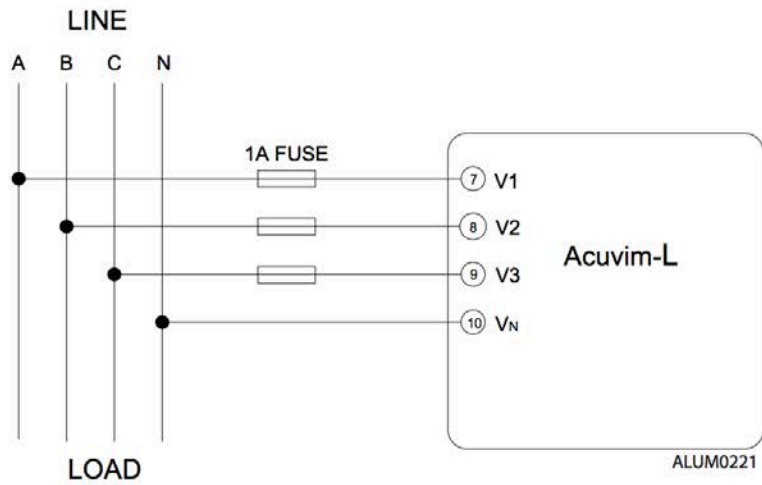 LINE
A B C N
1A FUSE
7 V1
8 V2
9 V3
10 VN
Acuvim-L
ALUM0221
LOAD